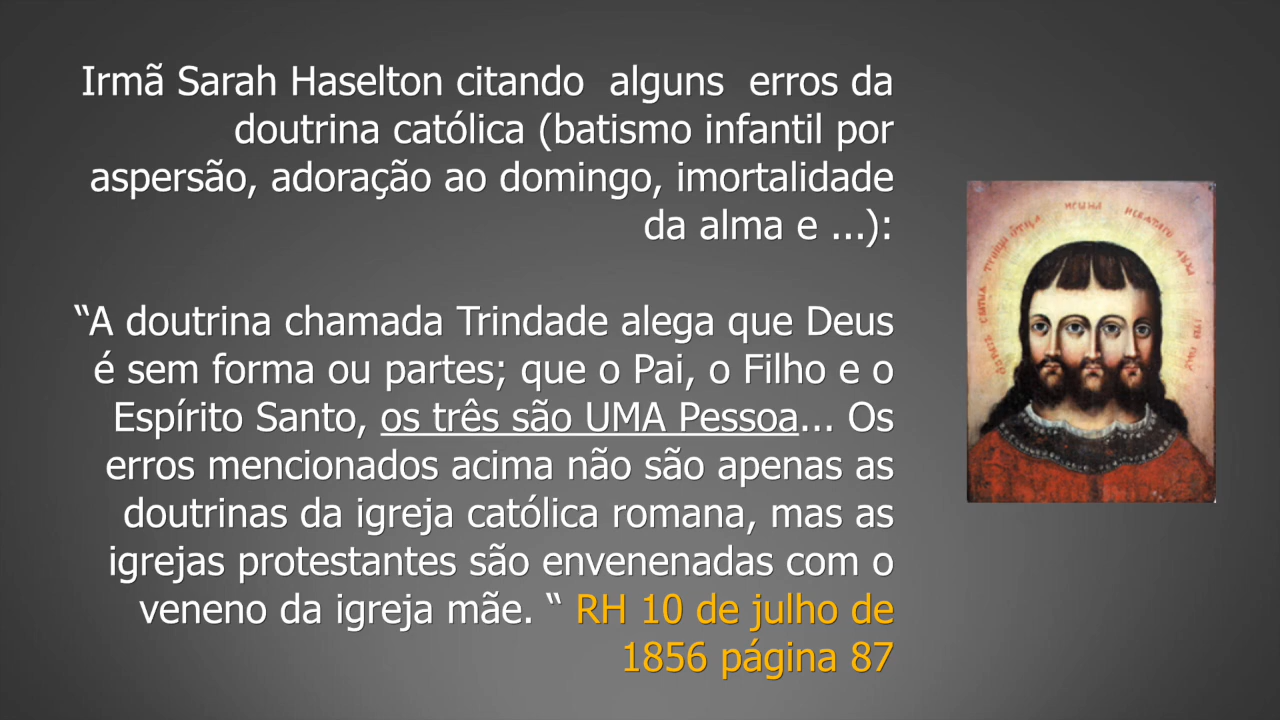 Irmã Sarah Haselton citando alguns erros da
doutrina católica (batismo infantil por
aspersão, adoração ao domingo, imortalidade
da alma e ...):
“A doutrina chamada Trindade alega que Deus
é sem forma ou partes; que o Pai, o Filho e o
Espírito Santo, os três são UMA Pessoa... Os
erros mencionados acima não são apenas as
doutrinas da igreja católica romana, mas as
igrejas protestantes são envenenadas com o
veneno da igreja mãe. “ RH 10 de julho de
1856 página 87